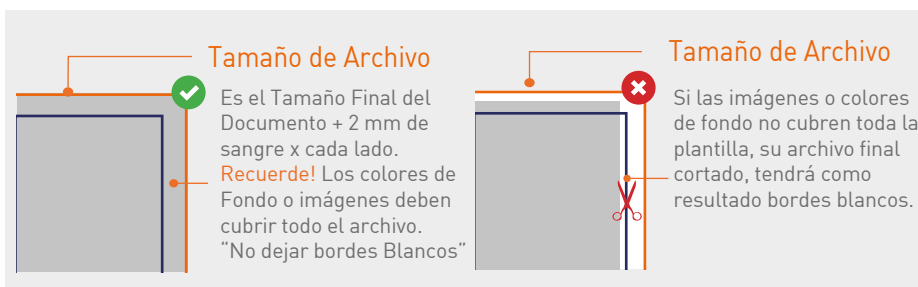 Tamaño de Archivo
Es el Tamaño Final del
Documento + 2 mm de
sangre x cada lado.
Recuerde! Los colores de
Fondo o imágenes deben
cubrir todo el archivo.
“No dejar bordes Blancos”
Tamaño de Archivo
Si las imágenes o colores
de fondo no cubren toda la
plantilla, su archivo final
cortado, tendrá como
resultado bordes blancos.